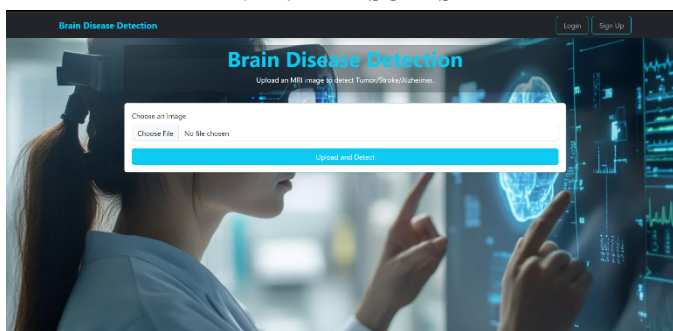 Brain Disease Detection
Login
Sign Up
Brain Disease Detection
Upload an MRI image to detect Tumor/Stroke/Alzheimer.
Choose an Image
Choose File No file chosen
Upload and Detect